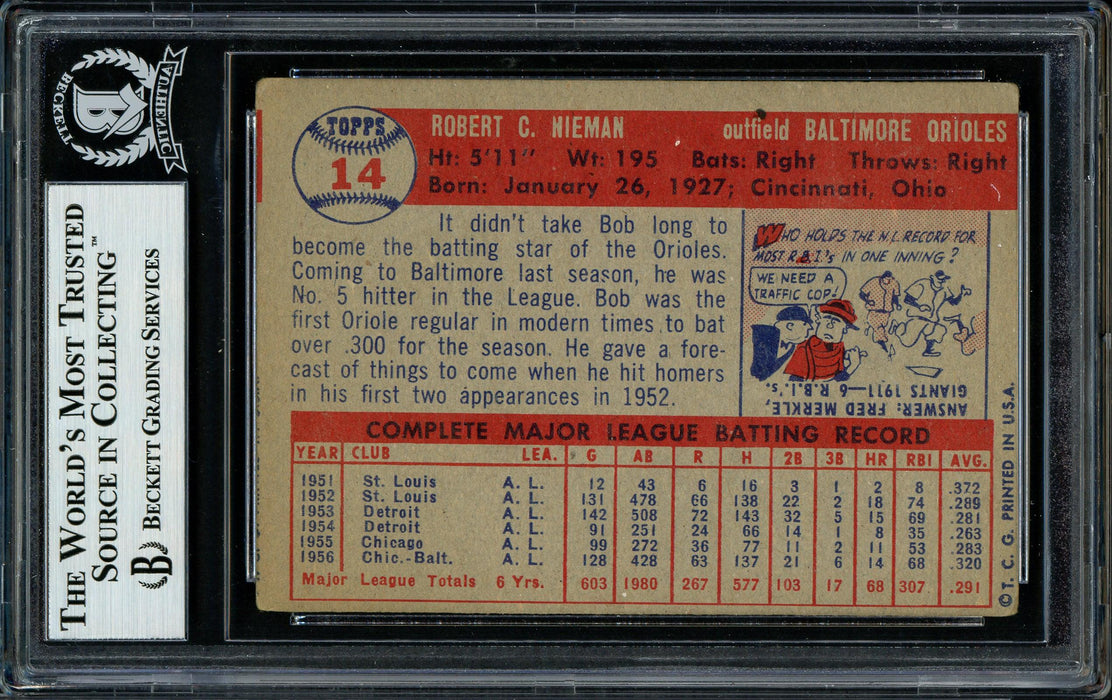 BECKETT
AUTHENTIC
B
THE WORLD'S MOST TRUSTED
SOURCE IN COLLECTING™
B BECKETT GRADING SERVICES
TOPPS
14
ROBERT C. NIEMAN outfield BALTIMORE ORIOLES
Ht: 5'11" Wt: 195 Bats: Right Throws: Right
Born: January 26, 1927; Cincinnati, Ohio
It didn't take Bob long to
become the batting star of the Orioles.
Coming to Baltimore last season, he was
No. 5 hitter in the League. Bob was the
first Oriole regular in modern times to bat
over .300 for the season. He gave a fore-
cast of things to come when he hit homers
in his first two appearances in 1952.
WHO HOLDS THE N.L. RECORD FOR
MOST R.B.I.'s IN ONE INNING?
WE NEED A
TRAFFIC COP!
ANSWER: FRED MERKLE,
GIANTS 1911—6 R.B.I.'s.
COMPLETE MAJOR LEAGUE BATTING RECORD
YEAR CLUB LEA. G AB R H 2B 3B HR RBI AVG.
1951 St. Louis A. L. 12 43 6 16 3 1 2 8 .372
1952 St. Louis A. L. 131 478 66 138 22 2 18 74 .289
1953 Detroit A. L. 142 508 72 143 32 5 15 69 .281
1954 Detroit A. L. 91 251 24 66 14 1 8 35 .263
1955 Chicago A. L. 99 272 36 77 11 2 11 53 .283
1956 Chic.-Balt. A. L. 128 428 63 137 21 6 14 68 .320
Major League Totals 6 Yrs. 603 1980 267 577 103 17 68 307 .291
© T. C. G. PRINTED IN U.S.A.